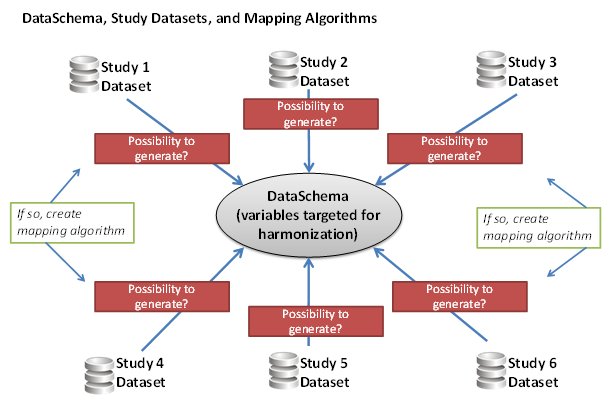 DataSchema, Study Datasets, and Mapping Algorithms
Study 1
Dataset
Study 2
Dataset
Study 3
Dataset
Possibility to
generate?
Possibility to
generate?
Possibility to
generate?
DataSchema
(variables targeted for
harmonization)
If so, create
mapping algorithm
If so, create
mapping algorithm
Possibility to
generate?
Possibility to
generate?
Possibility to
generate?
Study 4
Dataset
Study 5
Dataset
Study 6
Dataset